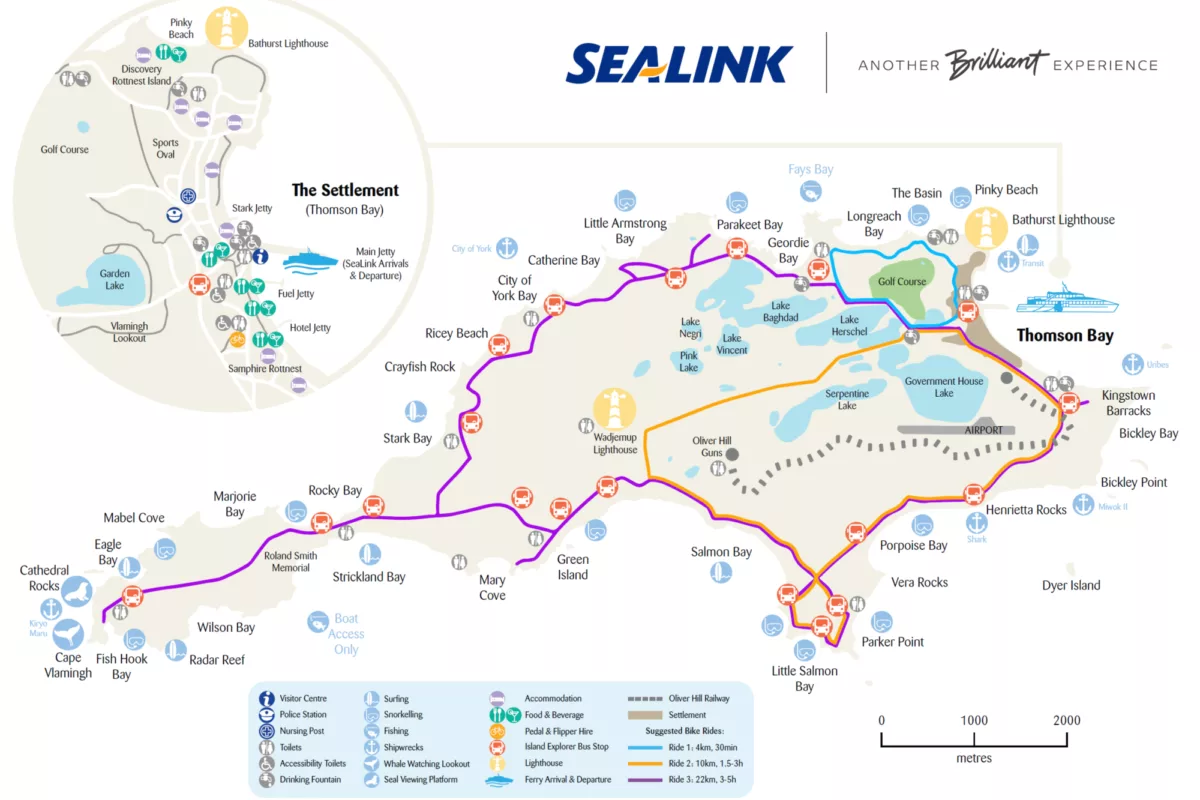 SEALINK
ANOTHER Brilliant EXPERIENCE
Pinky
Beach
Bathurst Lighthouse
Discovery
Rottnest Island
Golf Course
Sports
Oval
The Settlement
(Thomson Bay)
Stark Jetty
Main Jetty
(SeaLink Arrivals
& Departure)
Garden
Lake
Fuel Jetty
Vlamingh
Lookout
Hotel Jetty
Samphire Rottnest
Fays Bay
The Basin
Pinky Beach
Little Armstrong
Bay
Parakeet Bay
Longreach
Bay
Bathurst Lighthouse
Geordie
Bay
City of York
Catherine Bay
Transit
City of
York Bay
Golf Course
Lake
Baghdad
Lake
Herschel
Lake
Negri
Lake
Vincent
Thomson Bay
Ricey Beach
Pink
Lake
Crayfish Rock
Uribes
Government House
Lake
Serpentine
Lake
Kingstown
Barracks
Stark Bay
Wadjemup
Lighthouse
Oliver Hill
Guns
AIRPORT
Bickley Bay
Bickley Point
Rocky Bay
Marjorie
Bay
Mabel Cove
Henrietta Rocks
Miwok II
Shark
Eagle
Bay
Roland Smith
Memorial
Strickland Bay
Green
Island
Mary
Cove
Salmon Bay
Porpoise Bay
Cathedral
Rocks
Vera Rocks
Dyer Island
Kiryo
Maru
Wilson Bay
Boat
Access
Only
Parker Point
Cape
Vlamingh
Fish Hook
Bay
Radar Reef
Little Salmon
Bay
Visitor Centre
Police Station
Nursing Post
Toilets
Accessibility Toilets
Drinking Fountain
Surfing
Snorkelling
Fishing
Shipwrecks
Whale Watching Lookout
Seal Viewing Platform
Accommodation
Food & Beverage
Pedal & Flipper Hire
Island Explorer Bus Stop
Lighthouse
Ferry Arrival & Departure
Oliver Hill Railway
Settlement
Suggested Bike Rides:
Ride 1: 4km, 30min
Ride 2: 10km, 1.5-3h
Ride 3: 22km, 3-5h
0 1000 2000
metres